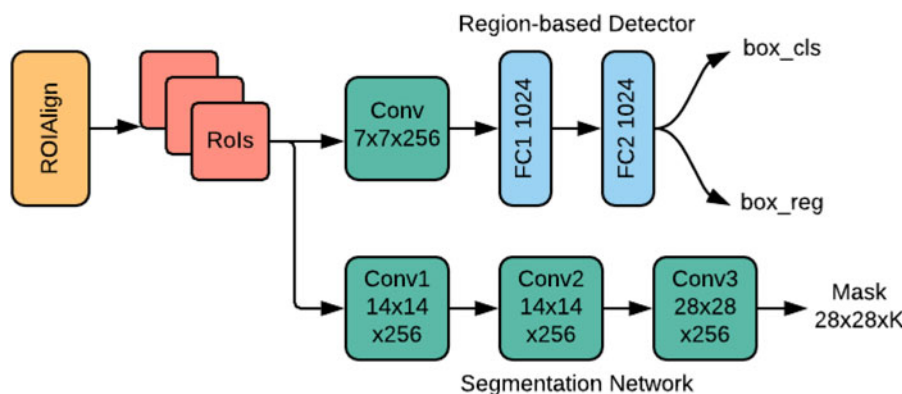 Region-based Detector
ROIAlign
RoIs
Conv
7x7x256
FC1 1024
FC2 1024
box_cls
box_reg
Conv1
14x14
x256
Conv2
14x14
x256
Conv3
28x28
x256
Mask
28x28xK
Segmentation Network